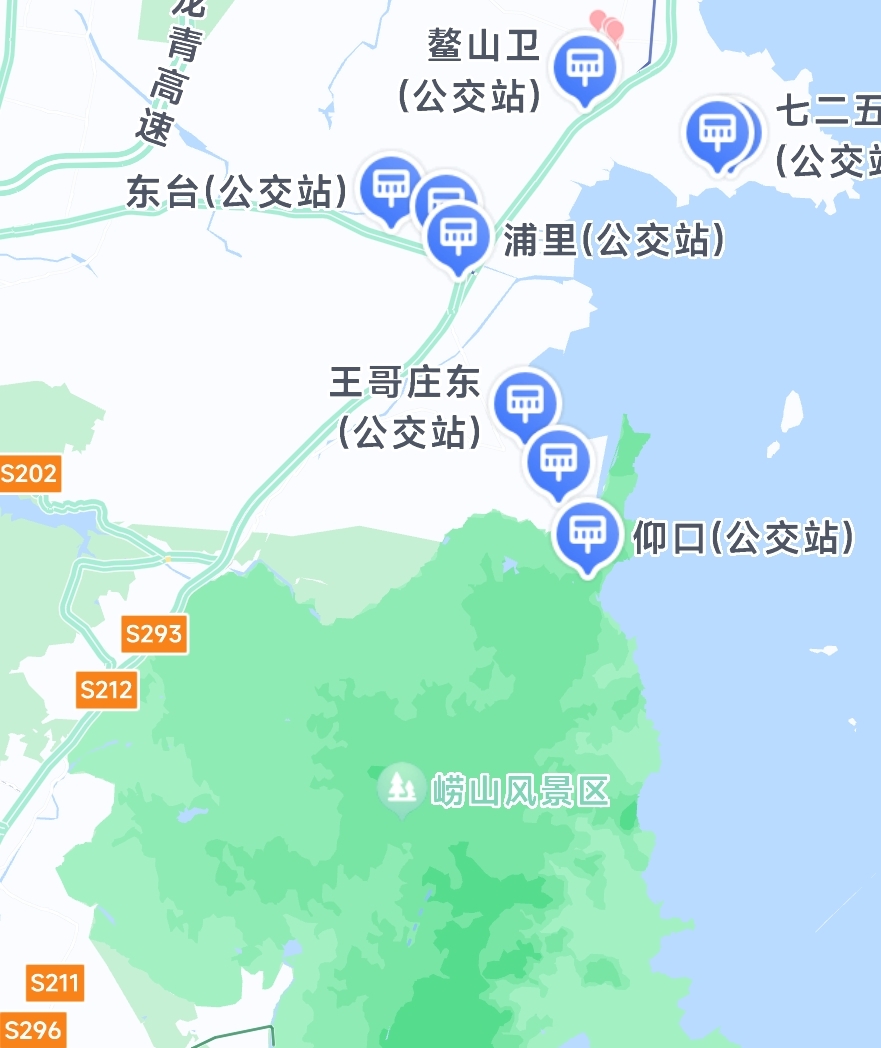 龙青高速
鳌山卫
(公交站)
七二五
(公交站
东台(公交站)
浦里(公交站)
王哥庄东
(公交站)
S202
仰口(公交站)
S293
S212
崂山风景区
S211
S296